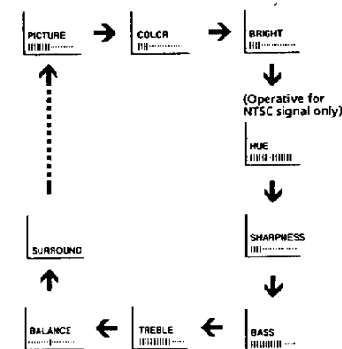 PICTURE
COLOR
BRIGHT
(Operative for
NTSC signal only)
HUE
SHARPNESS
SURROUND
BALANCE
TREBLE
BASS